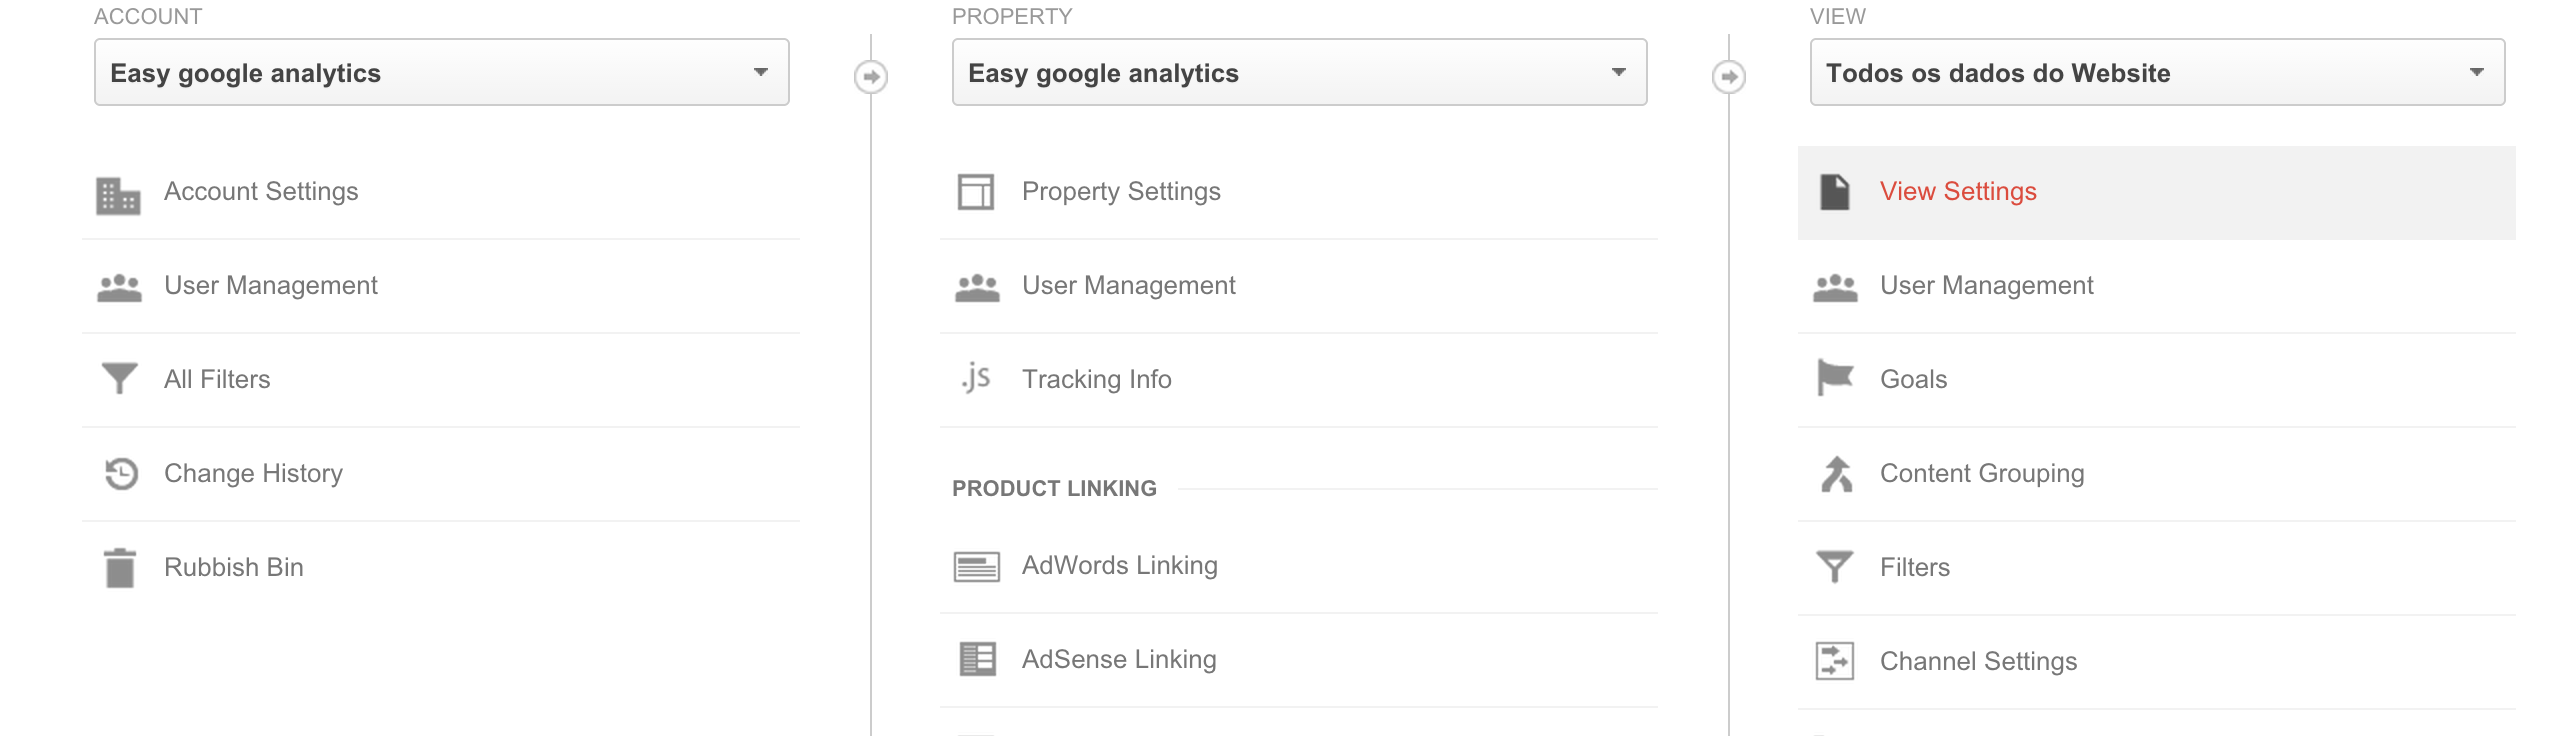 ACCOUNT
Easy google analytics
Account Settings
User Management
All Filters
Change History
Rubbish Bin
PROPERTY
Easy google analytics
Property Settings
User Management
.js Tracking Info
PRODUCT LINKING
AdWords Linking
AdSense Linking
VIEW
Todos os dados do Website
View Settings
User Management
Goals
Content Grouping
Filters
Channel Settings